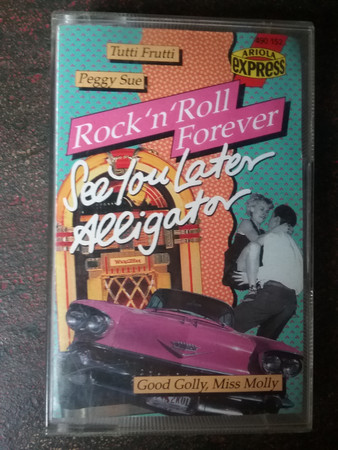 Tutti Frutti
Peggy Sue
ARIOLA
EXPRESS
Rock'n'Roll
Forever
See You Later
Alligator
Good Golly, Miss Molly